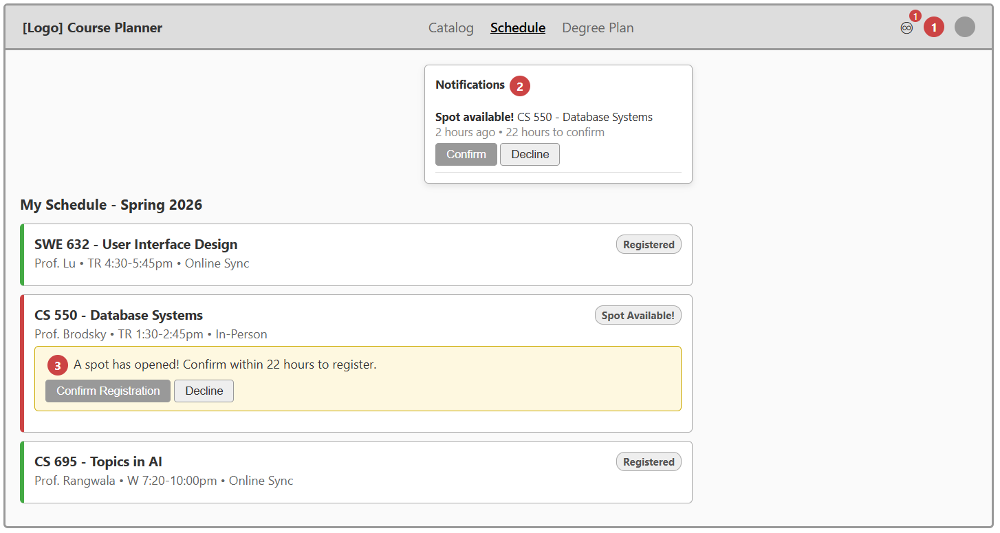 [Logo] Course Planner
Catalog Schedule Degree Plan
1
1
Notifications 2
Spot available! CS 550 - Database Systems
2 hours ago • 22 hours to confirm
Confirm Decline
My Schedule - Spring 2026
SWE 632 - User Interface Design
Registered
Prof. Lu • TR 4:30-5:45pm • Online Sync
CS 550 - Database Systems
Spot Available!
Prof. Brodsky • TR 1:30-2:45pm • In-Person
3 A spot has opened! Confirm within 22 hours to register.
Confirm Registration Decline
CS 695 - Topics in AI
Registered
Prof. Rangwala • W 7:20-10:00pm • Online Sync